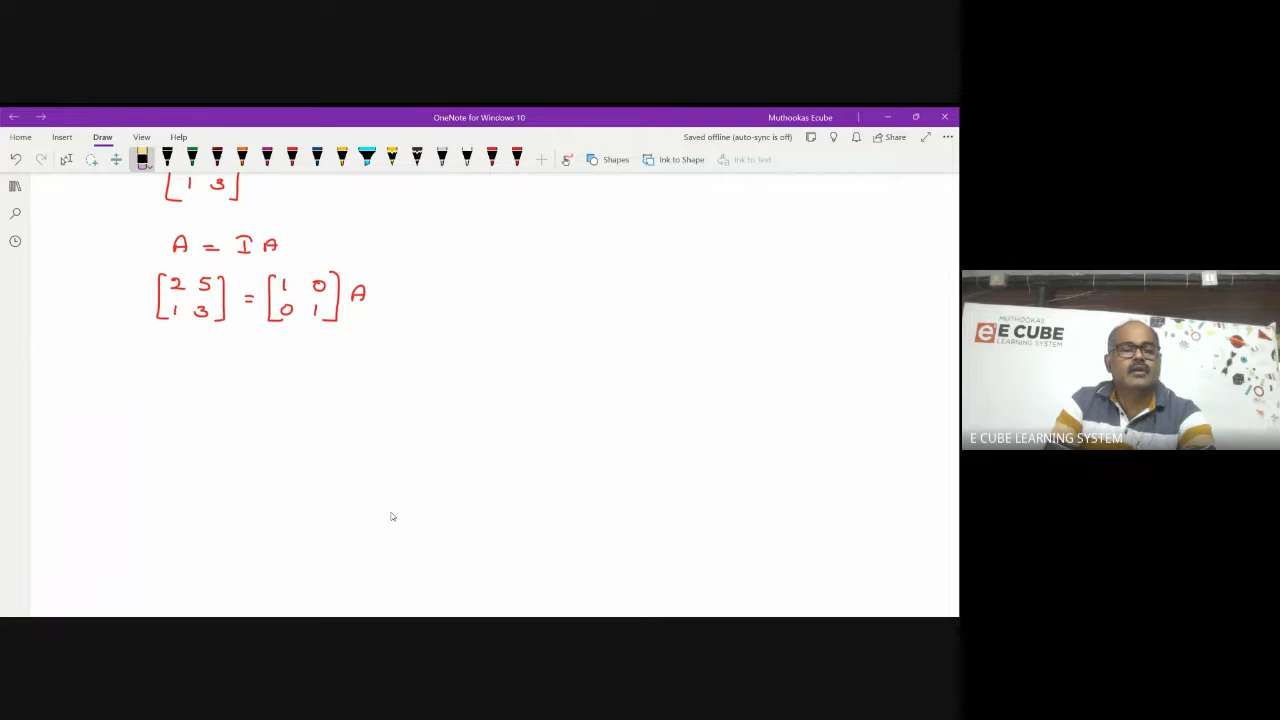 OneNote for Windows 10
Muthookas Ecube
Home Insert Draw View Help
Saved offline (auto-sync is off)
Share
Shapes
Ink to Shape
Ink to Text
1 3
A = I A
[2 5 = [1 0 A
1 3] 0 1]
MUTHOOKAS
e E CUBE
LEARNING SYSTEM
E CUBE LEARNING SYSTEM